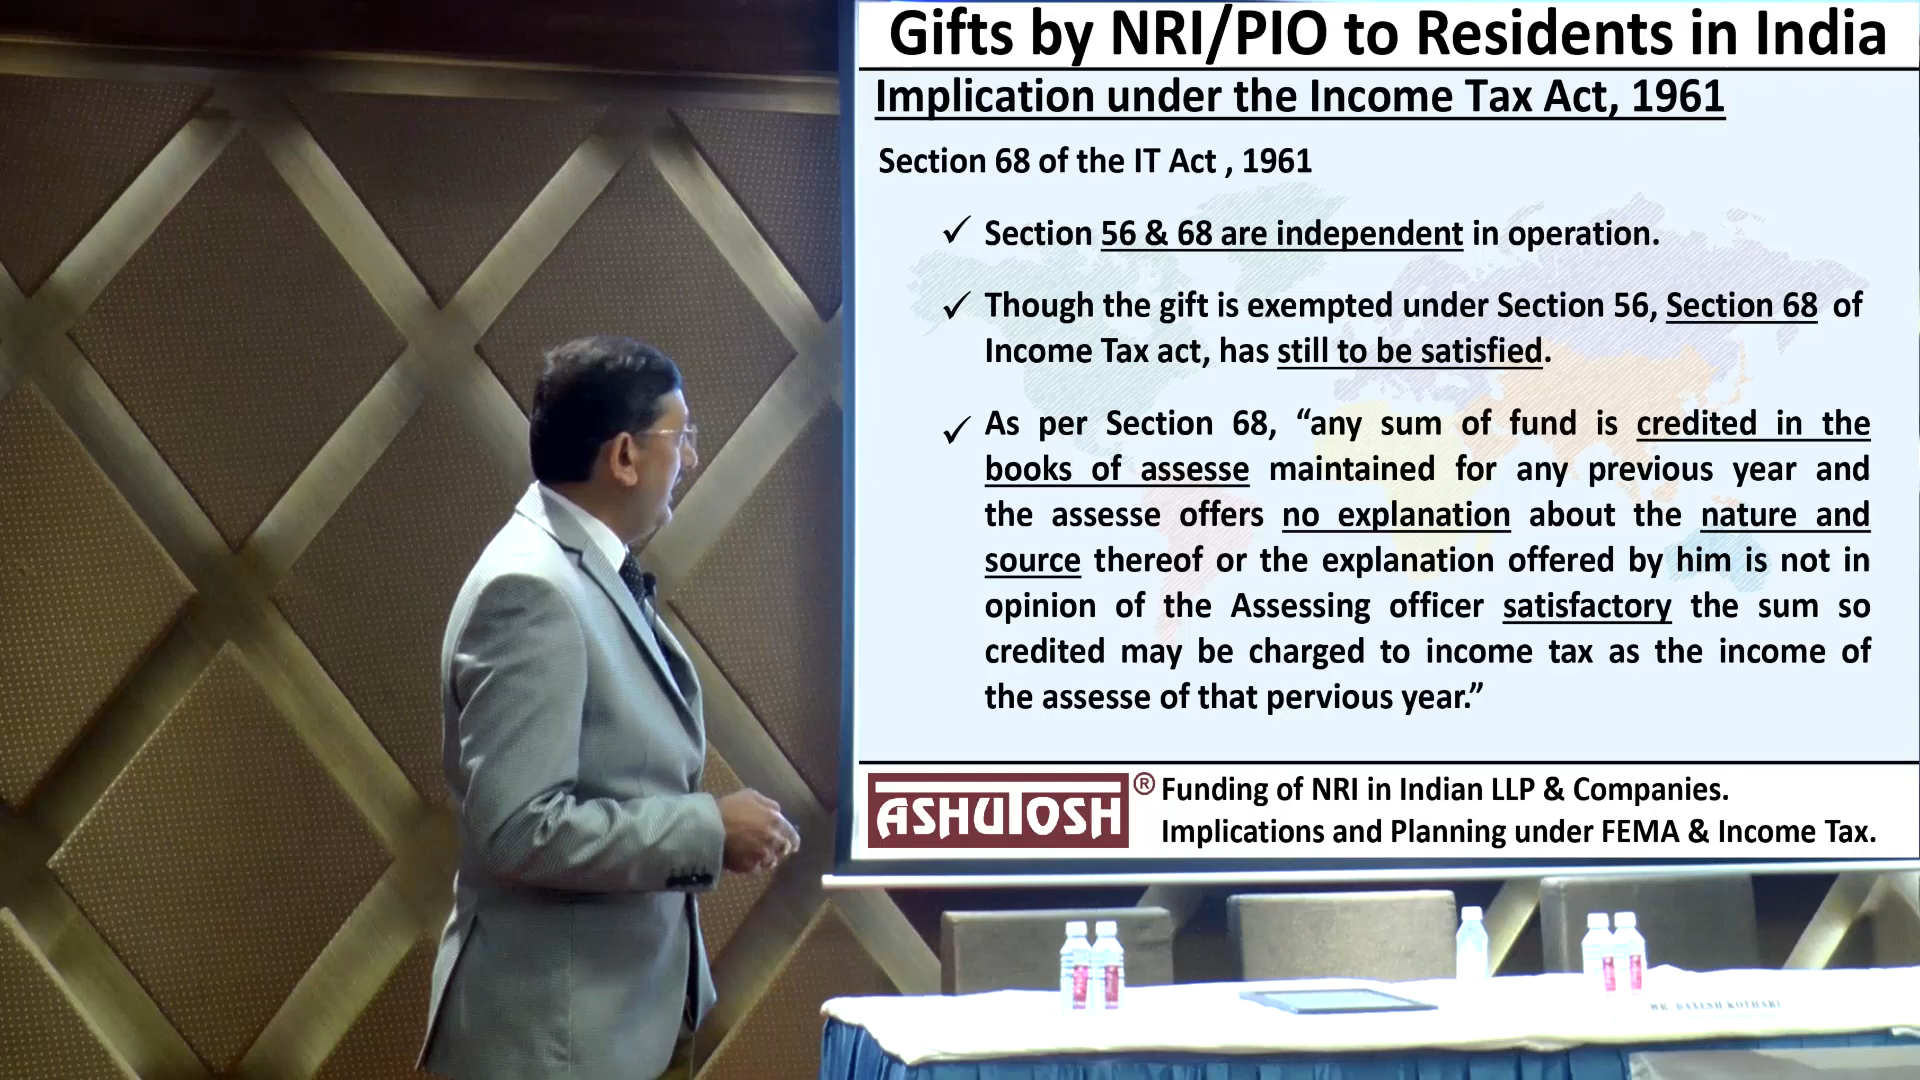 Gifts by NRI/PIO to Residents in India
Implication under the Income Tax Act, 1961
Section 68 of the IT Act , 1961
✓ Section 56 & 68 are independent in operation.
✓ Though the gift is exempted under Section 56, Section 68 of
Income Tax act, has still to be satisfied.
✓ As per Section 68, “any sum of fund is credited in the
books of assesse maintained for any previous year and
the assesse offers no explanation about the nature and
source thereof or the explanation offered by him is not in
opinion of the Assessing officer satisfactory the sum so
credited may be charged to income tax as the income of
the assesse of that pervious year.”
ASHUTOSH ®
Funding of NRI in Indian LLP & Companies.
Implications and Planning under FEMA & Income Tax.
MR. DAXESH KOTHARI